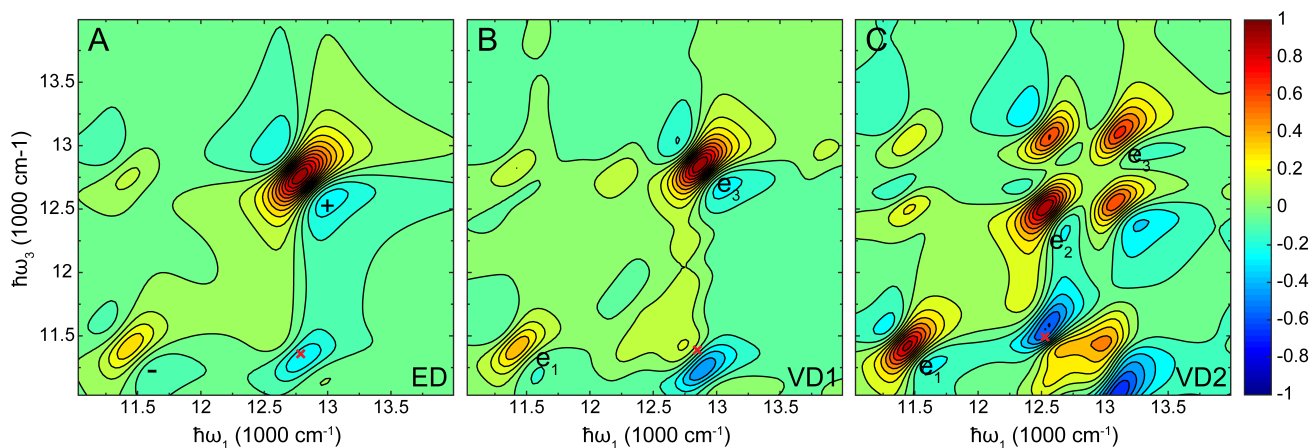 A
B
C
1
0.8
0.6
0.4
0.2
0
-0.2
-0.4
-0.6
-0.8
-1
13.5
13
12.5
12
11.5
ħω3 (1000 cm-1)
+
-
e3
e1
e3
e2
e1
ED
VD1
VD2
11.5 12 12.5 13 13.5
11.5 12 12.5 13 13.5
11.5 12 12.5 13 13.5
ħω1 (1000 cm-1)
ħω1 (1000 cm-1)
ħω1 (1000 cm-1)